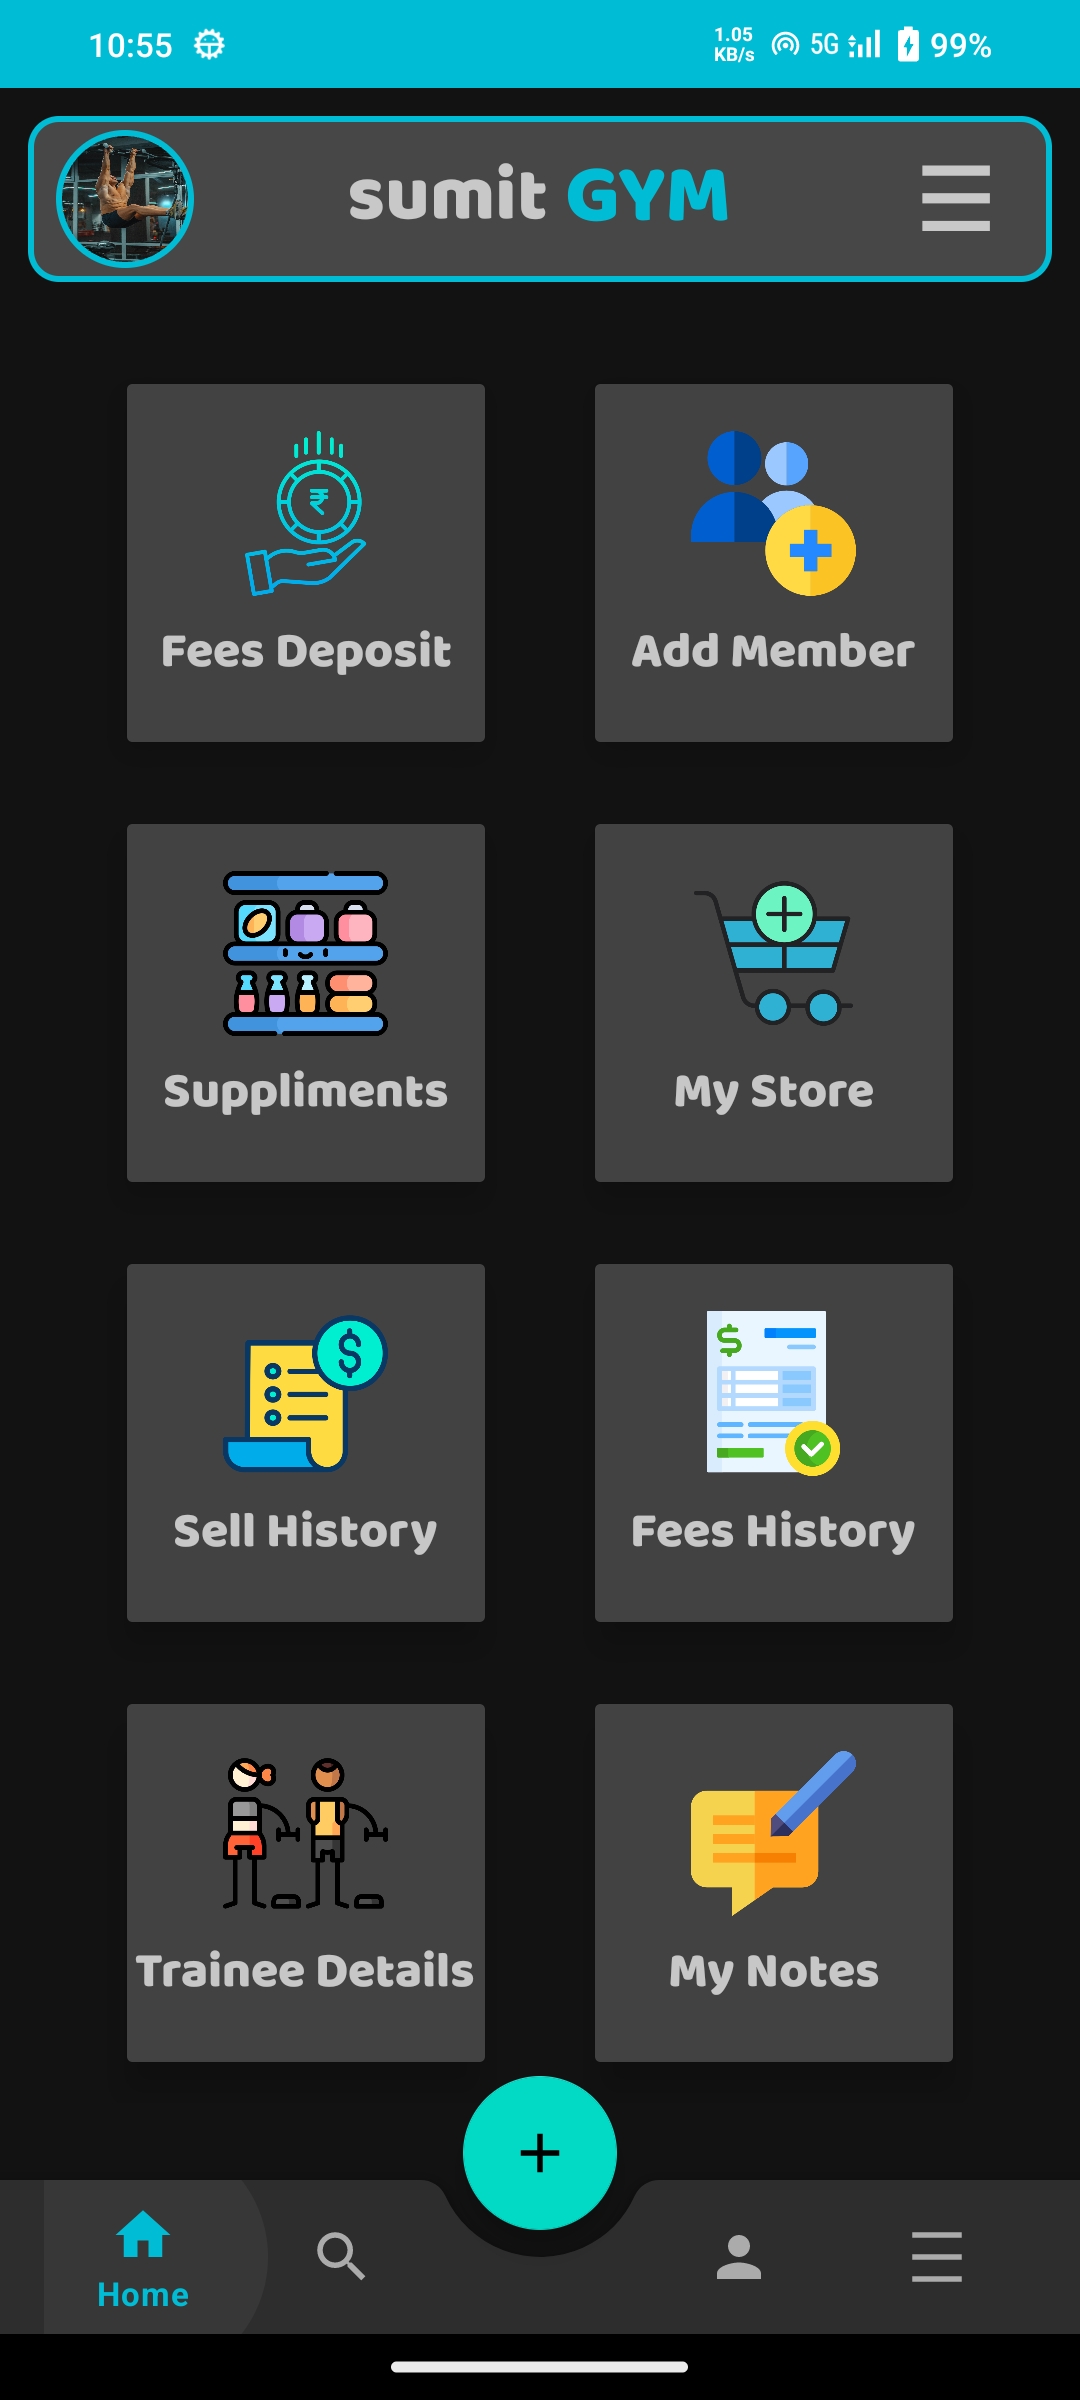 10:55
1.05
KB/s
5G
99%
sumit GYM
₹
Fees Deposit
Add Member
Suppliments
My Store
$
$
Sell History
Fees History
Trainee Details
My Notes
+
Home